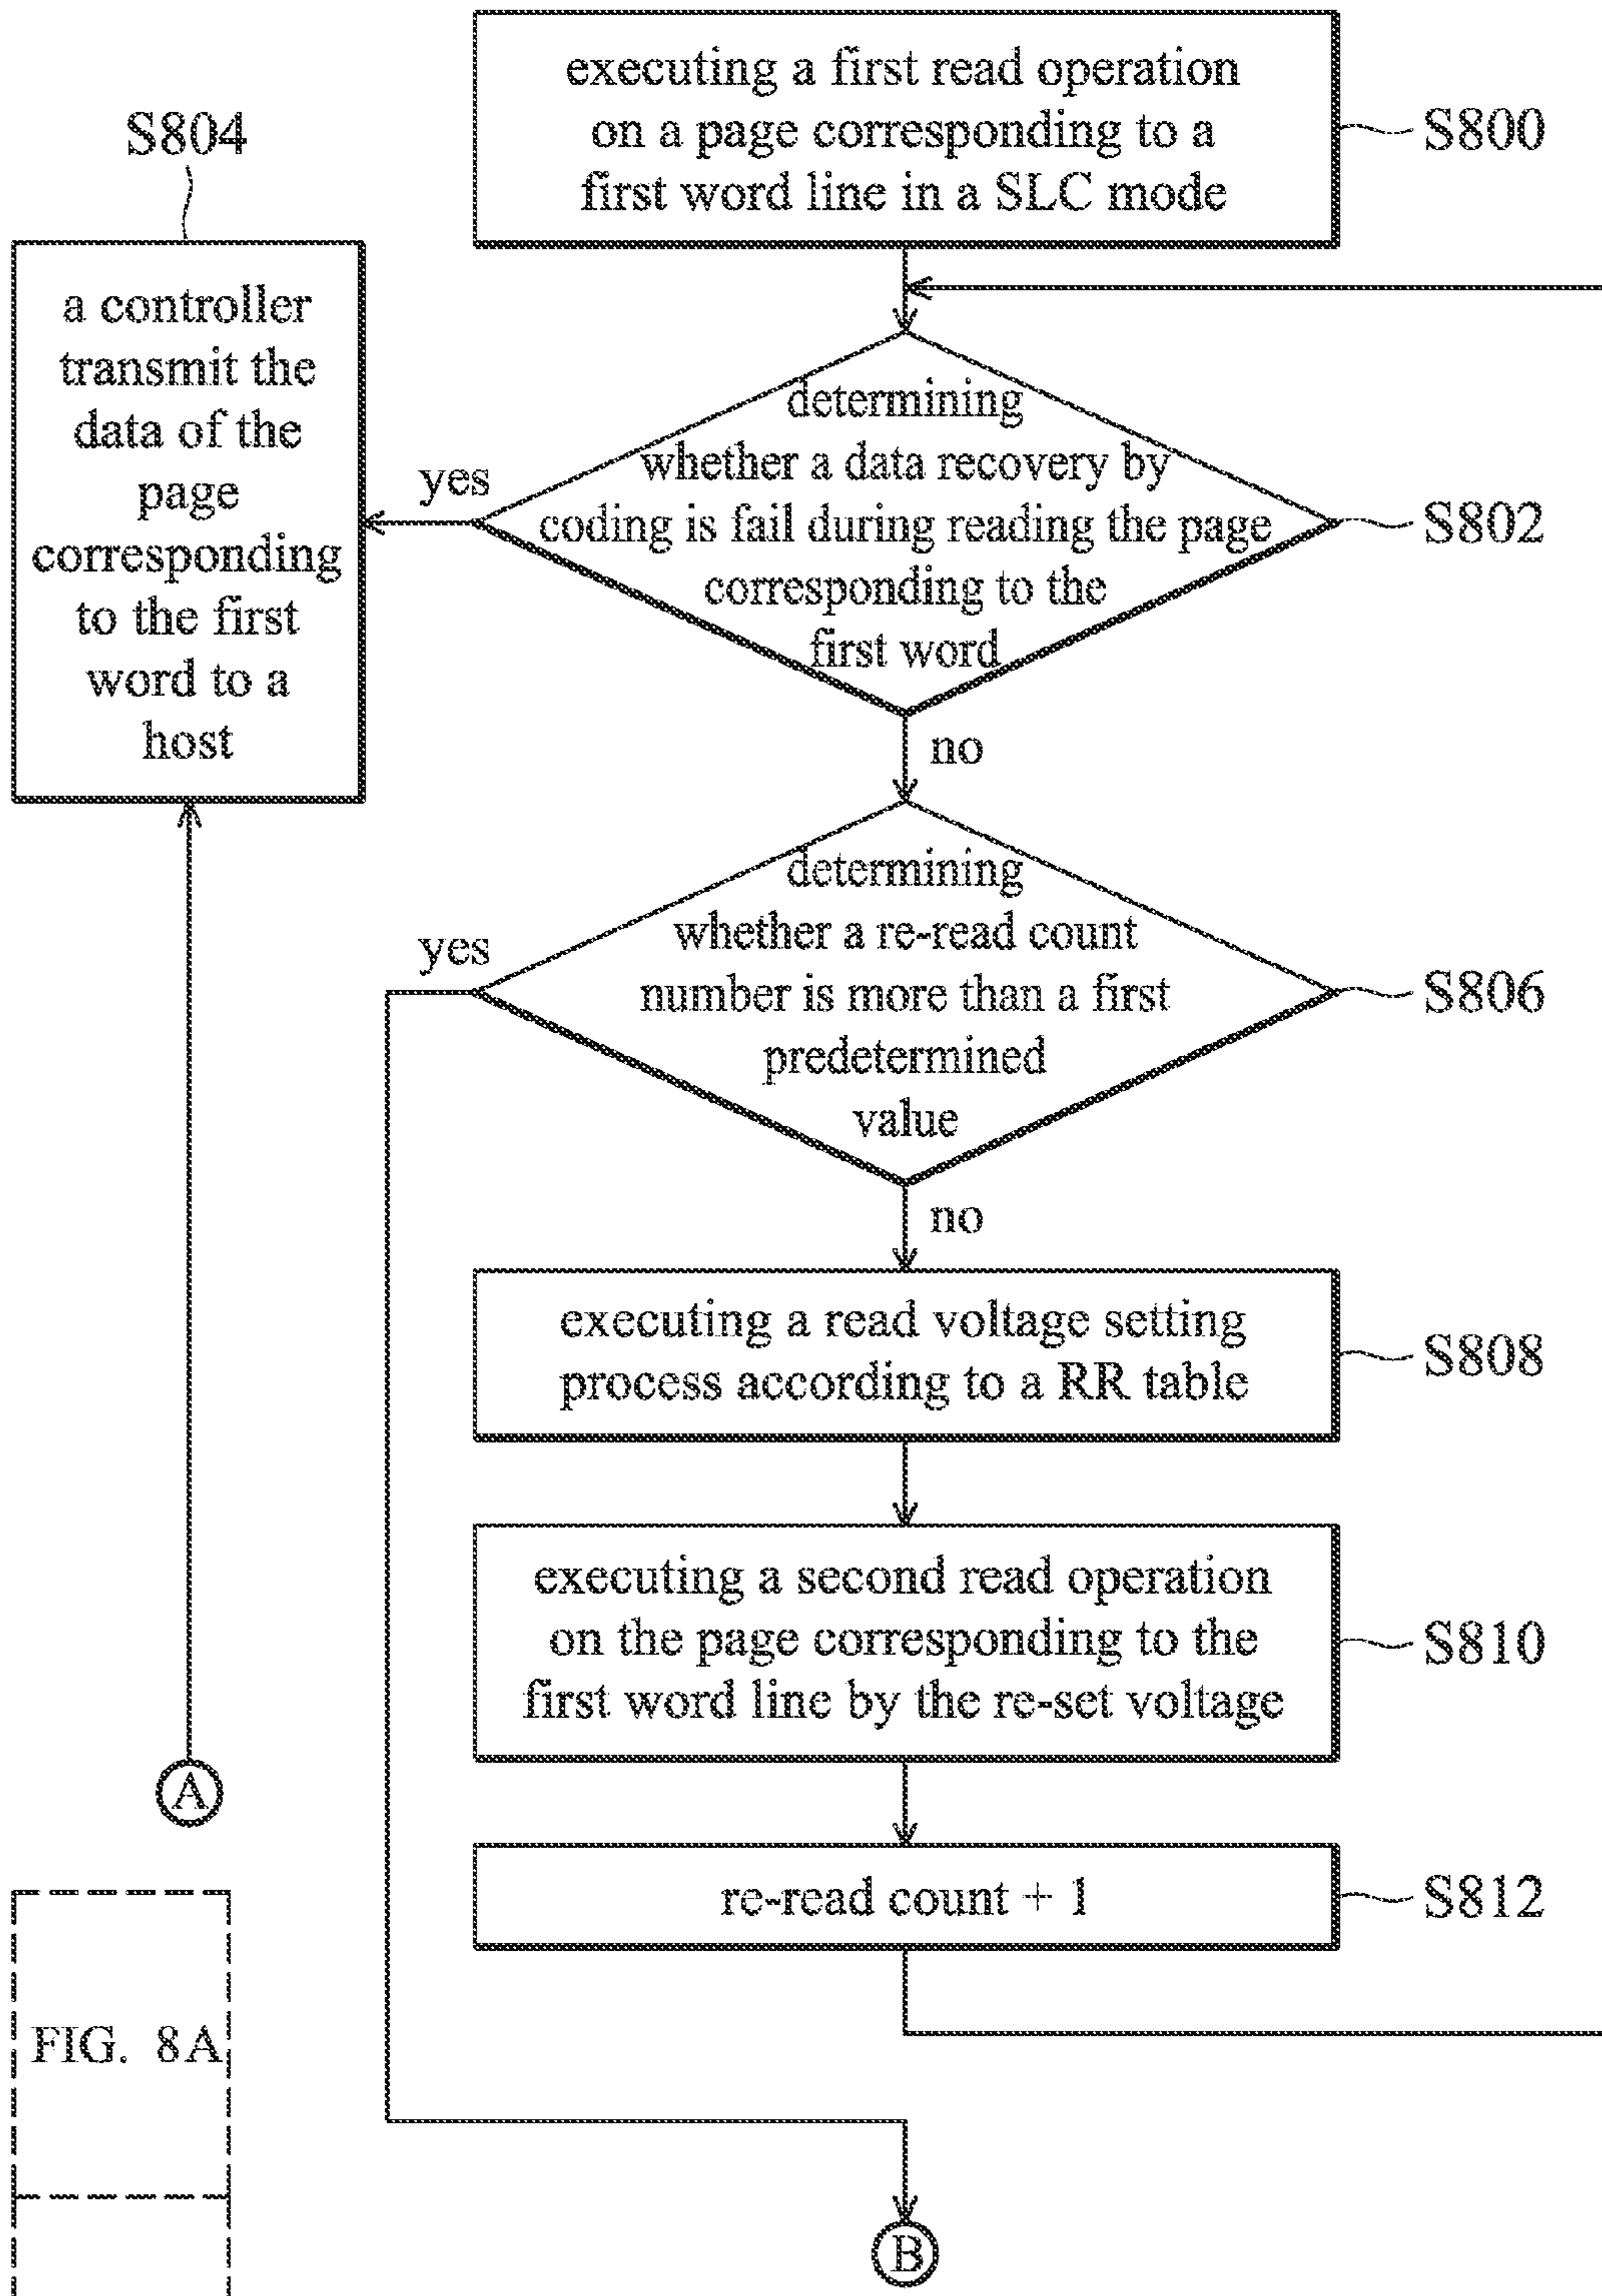 executing a first read operation
on a page corresponding to a
first word line in a SLC mode
S800
S804
a controller
transmit the
data of the
page
corresponding
to the first
word to a
host
determining
whether a data recovery by
coding is fail during reading the page
corresponding to the
first word
S802
yes
no
determining
whether a re-read count
number is more than a first
predetermined
value
S806
yes
no
executing a read voltage setting
process according to a RR table
S808
executing a second read operation
on the page corresponding to the
first word line by the re-set voltage
S810
A
re-read count + 1
S812
FIG. 8A
B